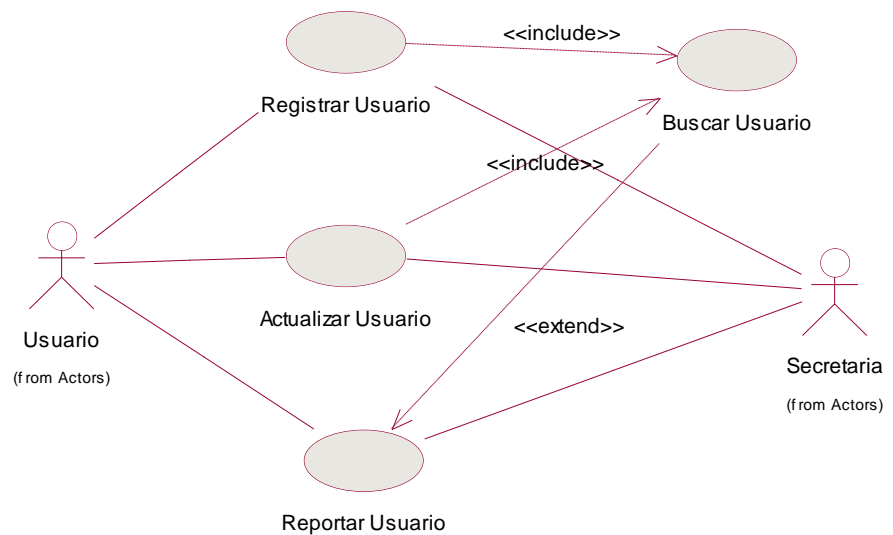 <<include>>
Registrar Usuario
Buscar Usuario
<<include>>
Actualizar Usuario
<<extend>>
Usuario
(from Actors)
Secretaria
(from Actors)
Reportar Usuario